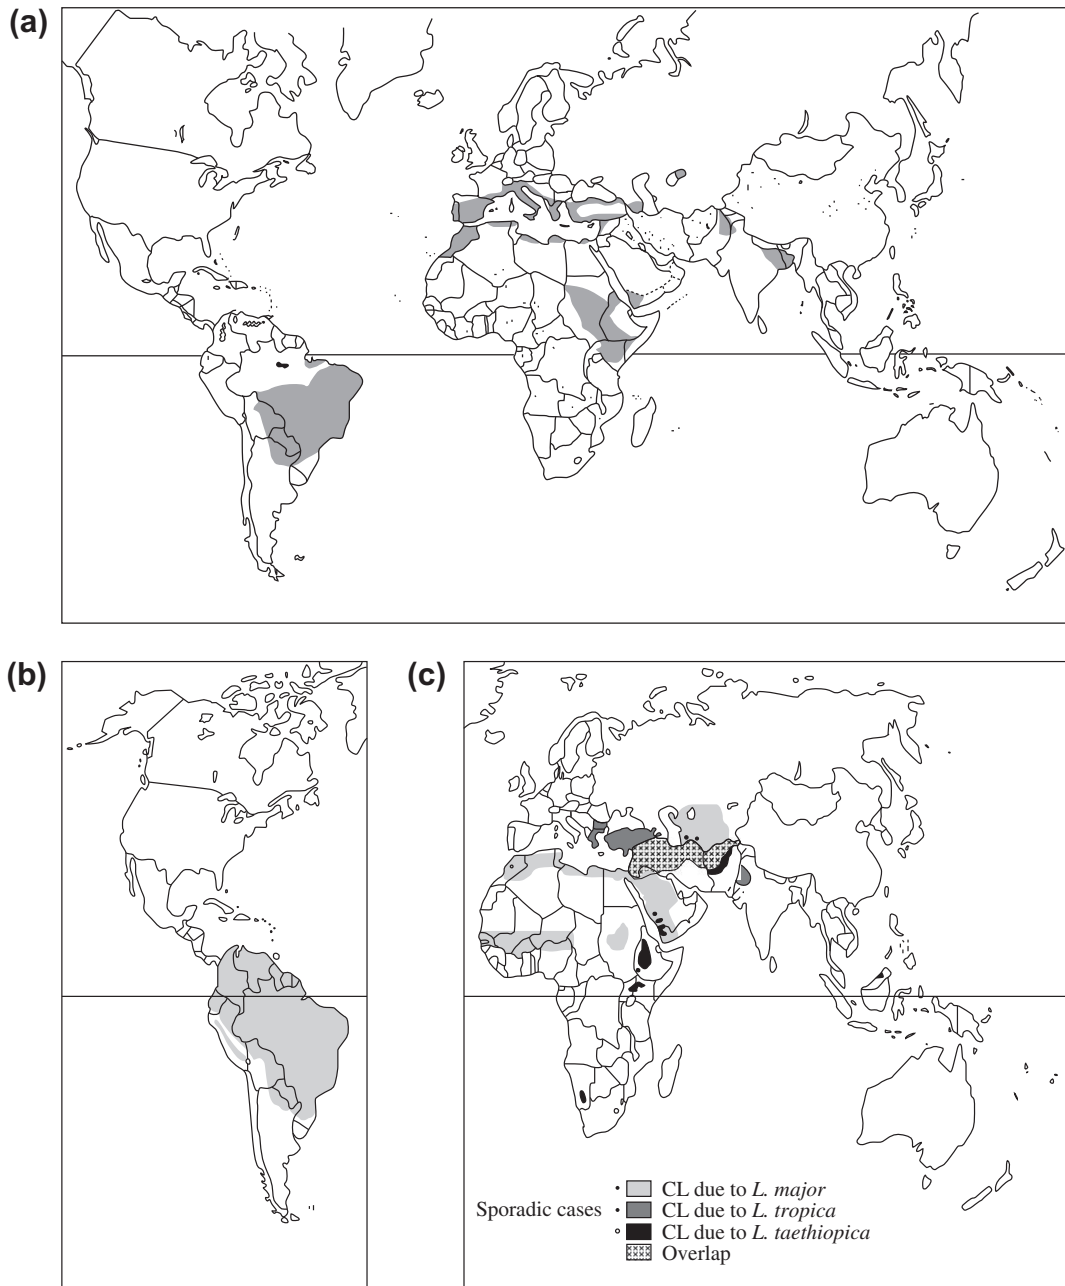 (a)
(b)
(c)
Sporadic cases
CL due to L. major
CL due to L. tropica
CL due to L. taethiopica
Overlap